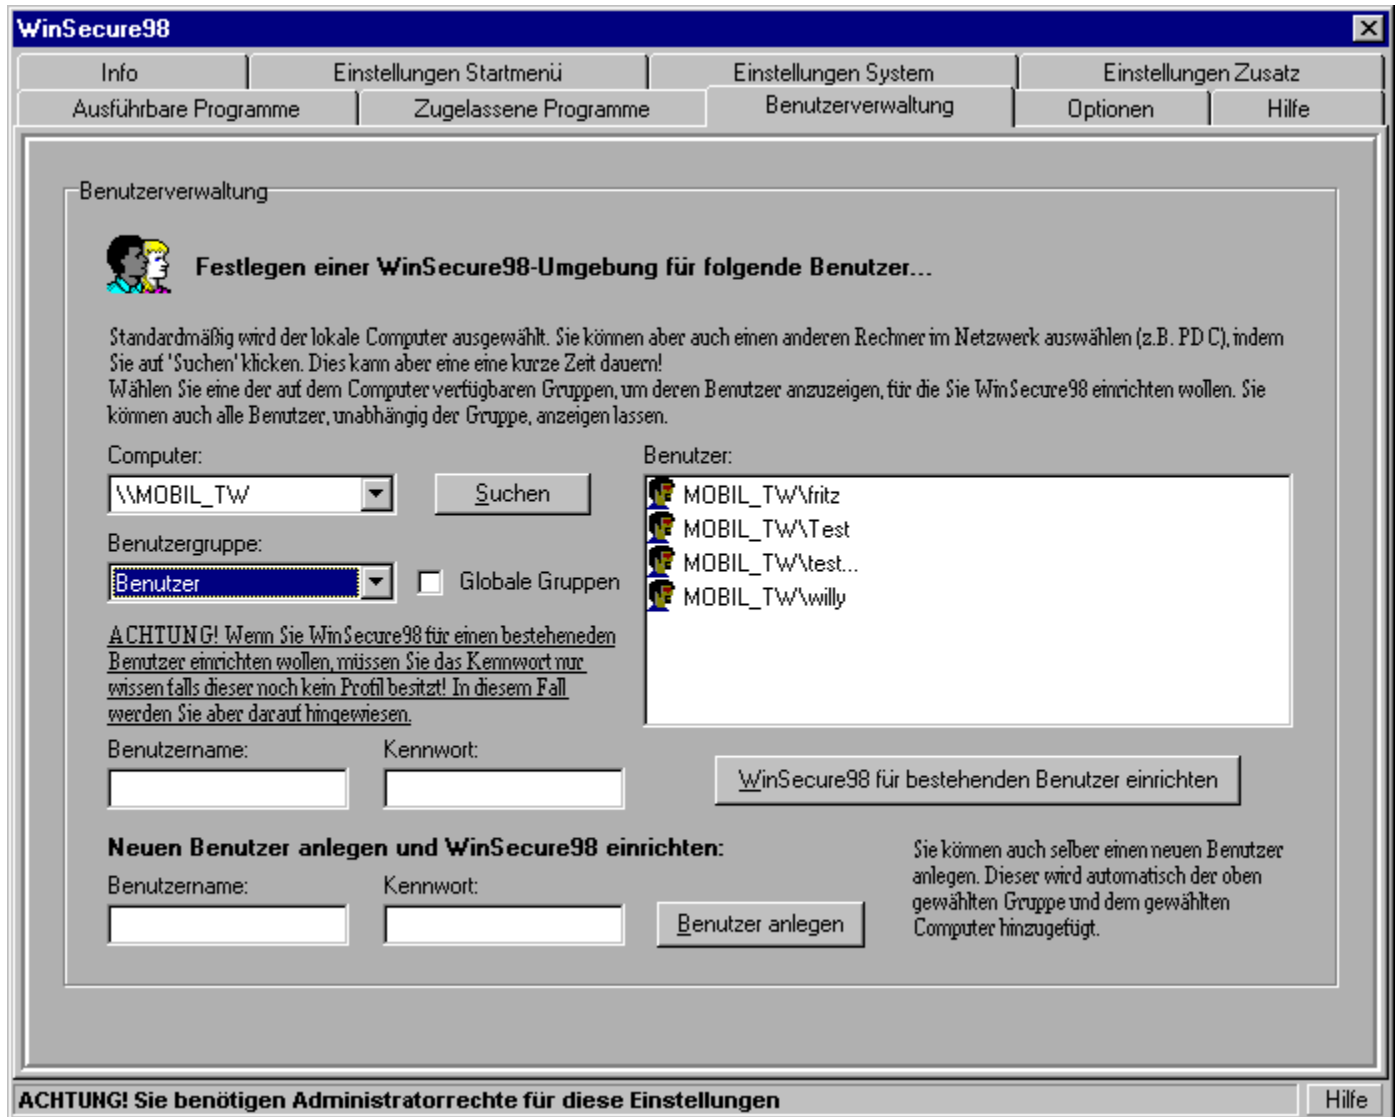 WinSecure98
Info Einstellungen Startmenü Einstellungen System Einstellungen Zusatz
Ausführbare Programme Zugelassene Programme Benutzerverwaltung Optionen Hilfe
Benutzerverwaltung
Festlegen einer WinSecure98-Umgebung für folgende Benutzer...
Standardmäßig wird der lokale Computer ausgewählt. Sie können aber auch einen anderen Rechner im Netzwerk auswählen (z.B. PDC), indem
Sie auf 'Suchen' klicken. Dies kann aber eine eine kurze Zeit dauern!
Wählen Sie eine der auf dem Computer verfügbaren Gruppen, um deren Benutzer anzuzeigen, für die Sie WinSecure98 einrichten wollen. Sie
können auch alle Benutzer, unabhängig der Gruppe, anzeigen lassen.
Computer:
\\MOBIL_TW
Suchen
Benutzergruppe:
Benutzer
Globale Gruppen
Benutzer:
MOBIL_TW\fritz
MOBIL_TW\Test
MOBIL_TW\test...
MOBIL_TW\willy
ACHTUNG! Wenn Sie WinSecure98 für einen besteheneden
Benutzer einrichten wollen, müssen Sie das Kennwort nur
wissen falls dieser noch kein Profil besitzt! In diesem Fall
werden Sie aber darauf hingewiesen.
Benutzername: Kennwort:
WinSecure98 für bestehenden Benutzer einrichten
Neuen Benutzer anlegen und WinSecure98 einrichten:
Benutzername: Kennwort:
Benutzer anlegen
Sie können auch selber einen neuen Benutzer
anlegen. Dieser wird automatisch der oben
gewählten Gruppe und dem gewählten
Computer hinzugefügt.
ACHTUNG! Sie benötigen Administratorrechte für diese Einstellungen
Hilfe